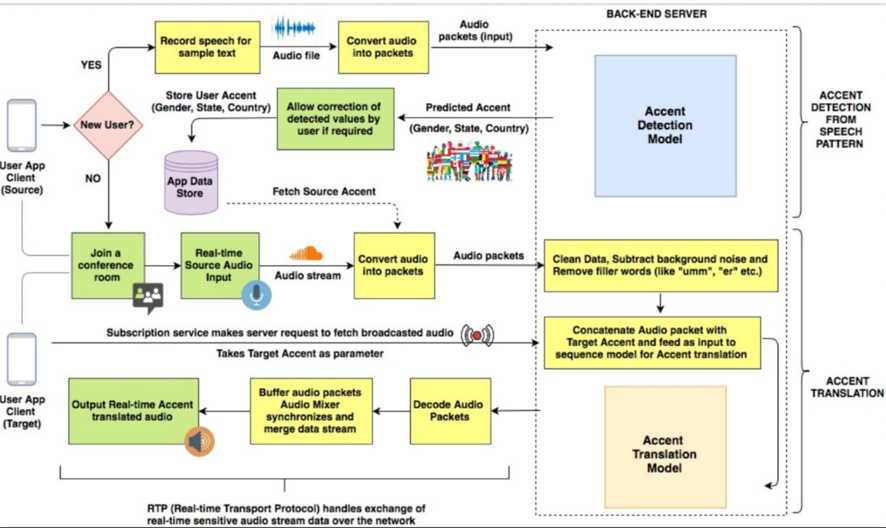 BACK-END SERVER
YES
Record speech for
sample text
Audio file
Convert audio
into packets
Audio
packets (input)
Accent
Detection
Model
ACCENT
DETECTION
FROM
SPEECH
PATTERN
New User?
User App
Client
(Source)
Store User Accent
(Gender, State, Country)
Allow correction of
detected values by
user if required
Predicted Accent
(Gender, State, Country)
App Data
Store
NO
Fetch Source Accent
Join a
conference
room
Real-time
Source Audio
Input
Audio stream
Convert audio
into packets
Audio packets
Clean Data, Subtract background noise and
Remove filler words (like "umm", "er" etc.)
Subscription service makes server request to fetch broadcasted audio
Takes Target Accent as parameter
Concatenate Audio packet with
Target Accent and feed as input to
sequence model for Accent translation
User App
Client
(Target)
Output Real-time Accent
translated audio
Buffer audio packets
Audio Mixer
synchronizes and
merge data stream
Decode Audio
Packets
Accent
Translation
Model
ACCENT
TRANSLATION
RTP (Real-time Transport Protocol) handles exchange of
real-time sensitive audio stream data over the network